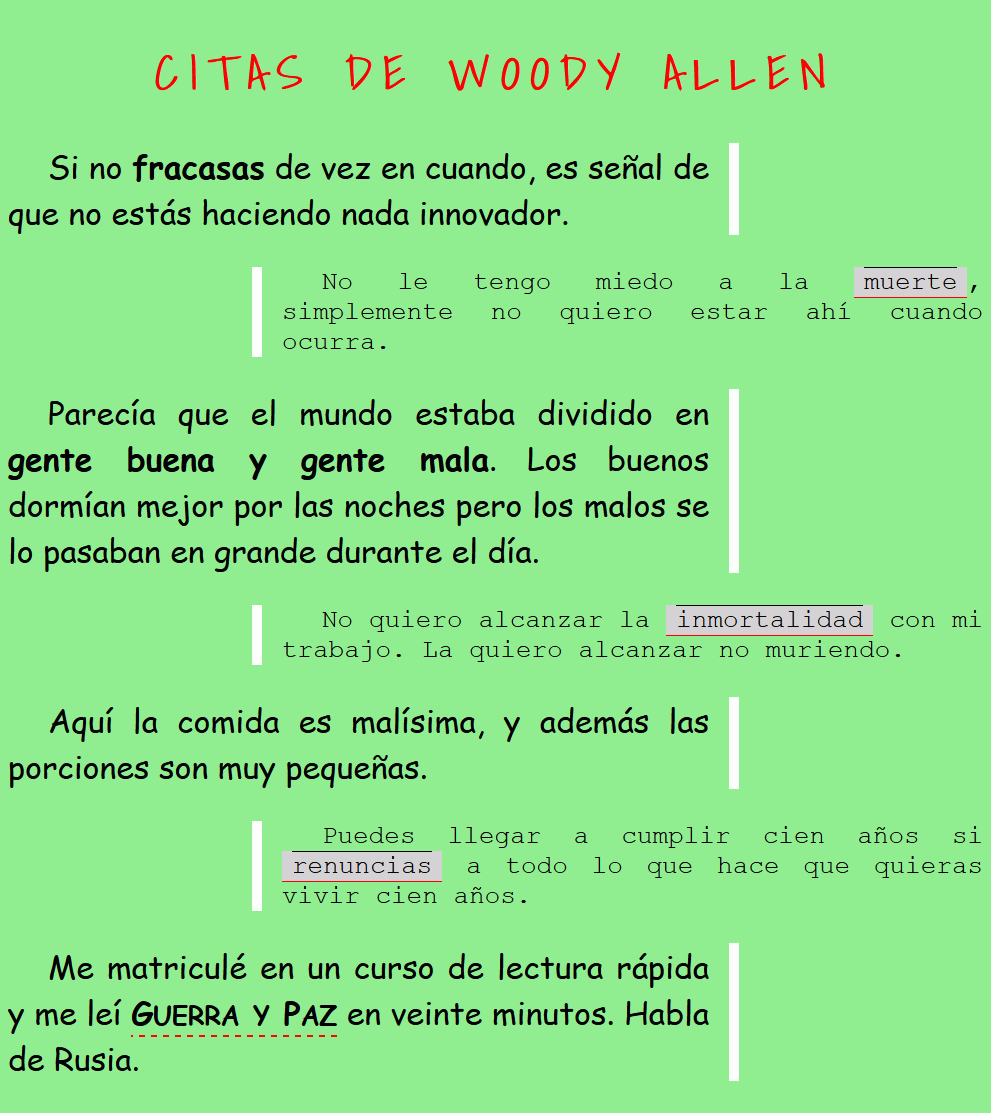 CITAS DE WOODY ALLEN
Si no fracasas de vez en cuando, es señal de
que no estás haciendo nada innovador.
No le tengo miedo a la muerte,
simplemente no quiero estar ahí cuando
ocurra.
Parecía que el mundo estaba dividido en
gente buena y gente mala. Los buenos
dormían mejor por las noches pero los malos se
lo pasaban en grande durante el día.
No quiero alcanzar la inmortalidad con mi
trabajo. La quiero alcanzar no muriendo.
Aquí la comida es malísima, y además las
porciones son muy pequeñas.
Puedes llegar a cumplir cien años si
renuncias a todo lo que hace que quieras
vivir cien años.
Me matriculé en un curso de lectura rápida
y me leí GUERRA Y PAZ en veinte minutos. Habla
de Rusia.